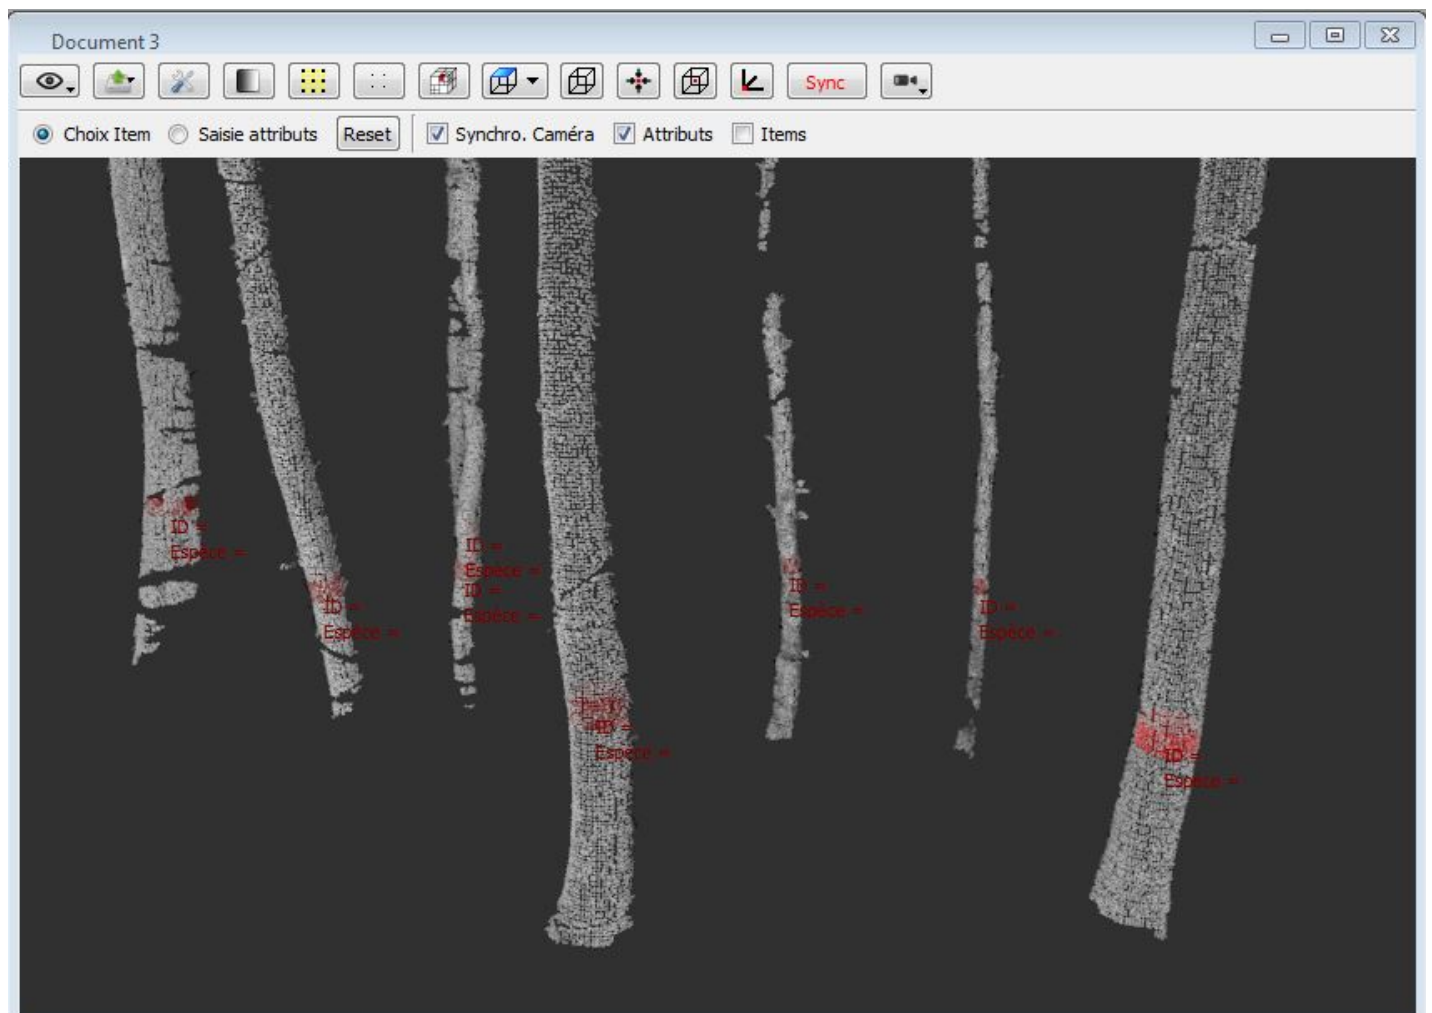 Document 3
Sync
Choix Item Saisie attributs Reset Synchro. Caméra Attributs Items
ID =
Espèce =
ID =
Espèce =
ID =
Espèce =
ID =
Espèce =
ID =
Espèce =
ID =
Espèce =
ID =
Espèce =
ID =
Espèce =